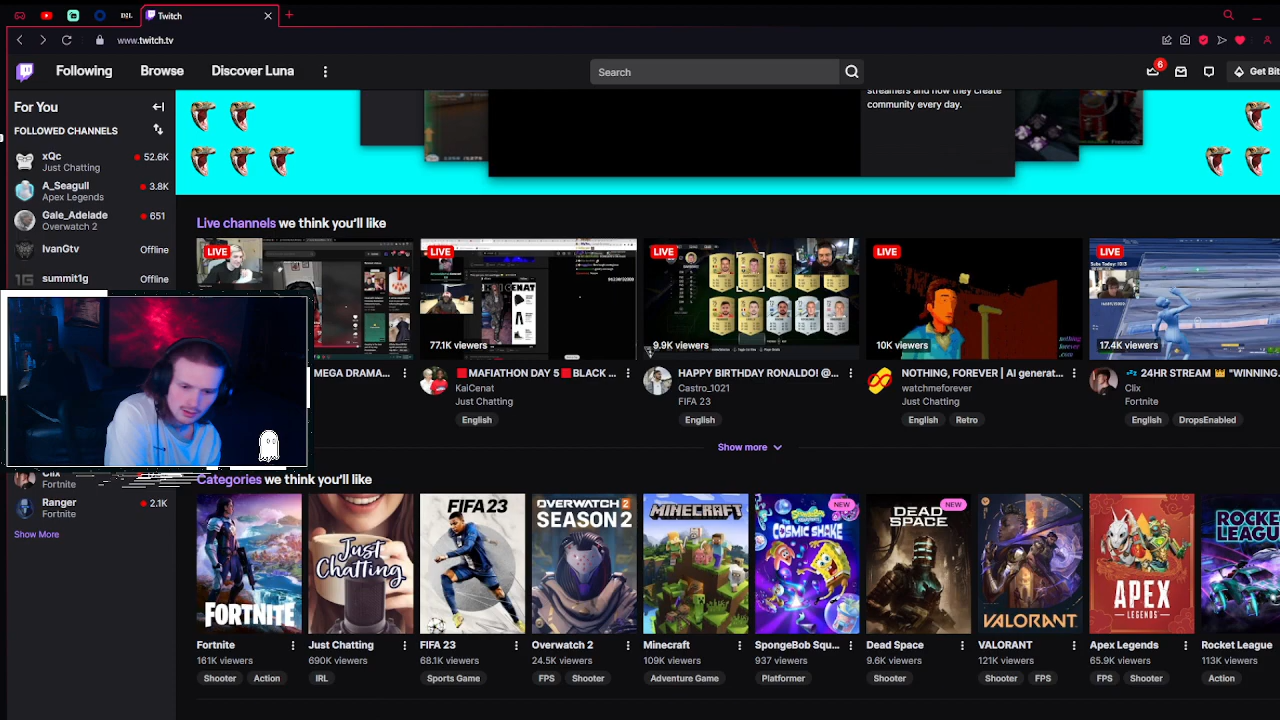 D2L
Twitch
www.twitch.tv
Following
Browse
Discover Luna
Search
6
Get Bit
For You
FOLLOWED CHANNELS
xQc
52.6K
Just Chatting
A_Seagull
3.8K
Apex Legends
Gale_Adelade
651
Overwatch 2
IvanGtv
Offline
summit1g
Offline
Clix
Fortnite
Ranger
2.1K
Fortnite
Show More
streamers and how they create
community every day.
Live channels we think you'll like
LIVE
LIVE
LIVE
LIVE
LIVE
77.1K viewers
9.9K viewers
10K viewers
17.4K viewers
MEGA DRAMA...
MAFIATHON DAY 5 BLACK ...
KaiCenat
Just Chatting
English
HAPPY BIRTHDAY RONALDO! @...
Castro_1021
FIFA 23
English
nothing,
forever
.com
NOTHING, FOREVER | AI generat...
watchmeforever
Just Chatting
English
Retro
24HR STREAM "WINNING.
Clix
Fortnite
English
DropsEnabled
Show more
Categories we think you'll like
FORTNITE
Just
Chatting
FIFA 23
OVERWATCH 2
SEASON 2
MINECRAFT
NEW
SpongeBob
COSMIC SHAKE
NEW
DEAD
SPACE
VALORANT
APEX
LEGENDS
ROCKET
LEAGUE
Fortnite
161K viewers
Shooter
Action
Just Chatting
690K viewers
IRL
FIFA 23
68.1K viewers
Sports Game
Overwatch 2
24.5K viewers
FPS
Shooter
Minecraft
109K viewers
Adventure Game
SpongeBob Squ...
937 viewers
Platformer
Dead Space
9.6K viewers
Shooter
VALORANT
121K viewers
Shooter
FPS
Apex Legends
65.9K viewers
FPS
Shooter
Rocket League
113K viewers
Action